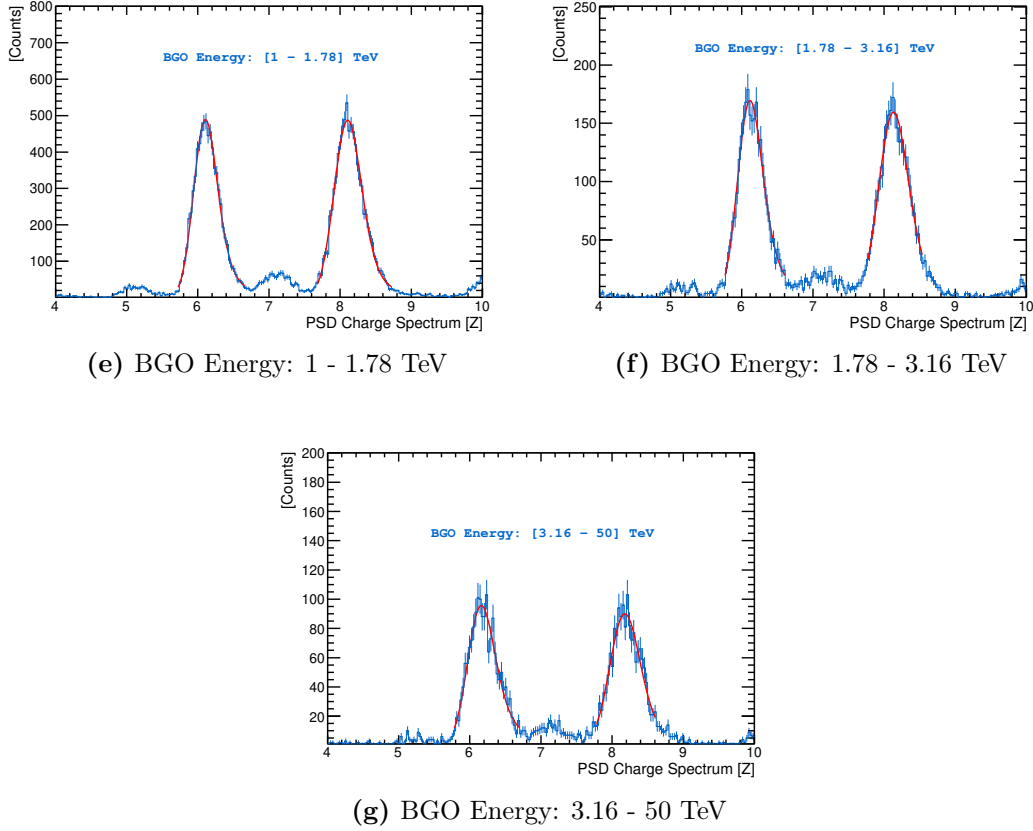 [Counts]
800
700
600
500
400
300
200
100
BGO Energy: [1 – 1.78] TeV
4 5 6 7 8 9 10
PSD Charge Spectrum [Z]
(e) BGO Energy: 1 - 1.78 TeV
[Counts]
250
200
150
100
50
BGO Energy: [1.78 – 3.16] TeV
4 5 6 7 8 9 10
PSD Charge Spectrum [Z]
(f) BGO Energy: 1.78 - 3.16 TeV
[Counts]
200
180
160
140
120
100
80
60
40
20
BGO Energy: [3.16 – 50] TeV
4 5 6 7 8 9 10
PSD Charge Spectrum [Z]
(g) BGO Energy: 3.16 - 50 TeV